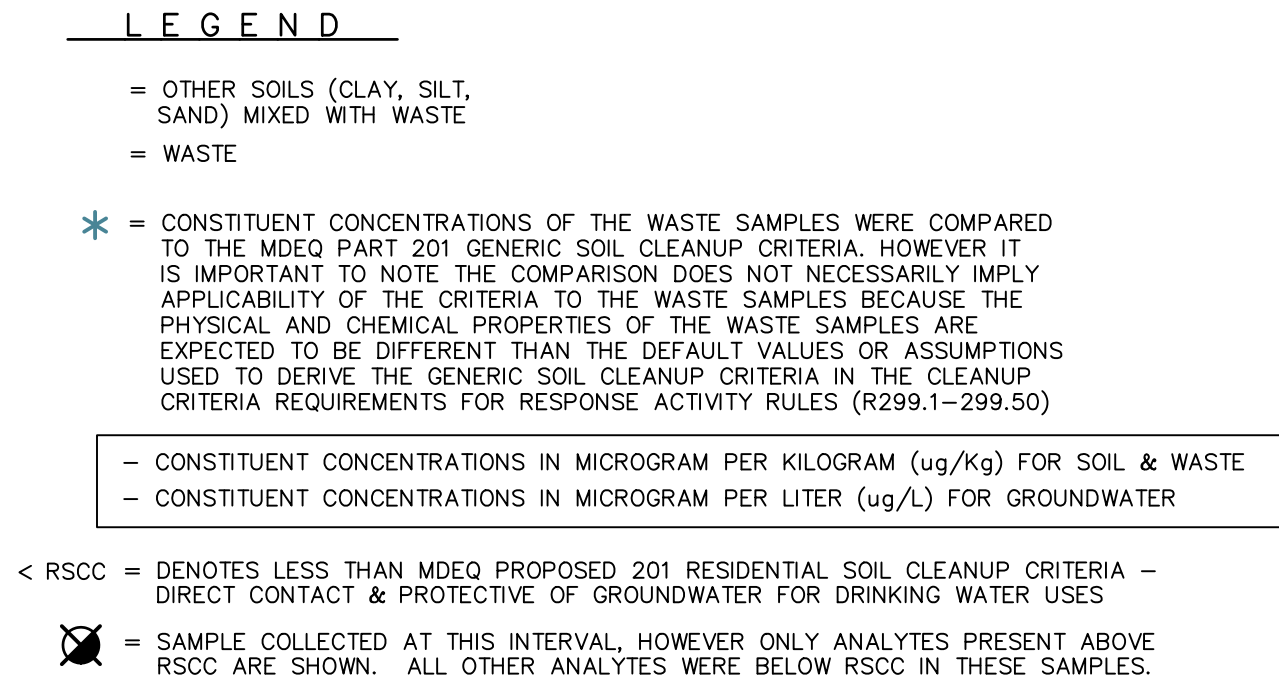 LEGEND
= OTHER SOILS (CLAY, SILT,
SAND) MIXED WITH WASTE
= WASTE
* = CONSTITUENT CONCENTRATIONS OF THE WASTE SAMPLES WERE COMPARED
TO THE MDEQ PART 201 GENERIC SOIL CLEANUP CRITERIA. HOWEVER IT
IS IMPORTANT TO NOTE THE COMPARISON DOES NOT NECESSARILY IMPLY
APPLICABILITY OF THE CRITERIA TO THE WASTE SAMPLES BECAUSE THE
PHYSICAL AND CHEMICAL PROPERTIES OF THE WASTE SAMPLES ARE
EXPECTED TO BE DIFFERENT THAN THE DEFAULT VALUES OR ASSUMPTIONS
USED TO DERIVE THE GENERIC SOIL CLEANUP CRITERIA IN THE CLEANUP
CRITERIA REQUIREMENTS FOR RESPONSE ACTIVITY RULES (R299.1-299.50)
- CONSTITUENT CONCENTRATIONS IN MICROGRAM PER KILOGRAM (ug/Kg) FOR SOIL & WASTE
- CONSTITUENT CONCENTRATIONS IN MICROGRAM PER LITER (ug/L) FOR GROUNDWATER
< RSCC = DENOTES LESS THAN MDEQ PROPOSED 201 RESIDENTIAL SOIL CLEANUP CRITERIA -
DIRECT CONTACT & PROTECTIVE OF GROUNDWATER FOR DRINKING WATER USES
= SAMPLE COLLECTED AT THIS INTERVAL, HOWEVER ONLY ANALYTES PRESENT ABOVE
RSCC ARE SHOWN. ALL OTHER ANALYTES WERE BELOW RSCC IN THESE SAMPLES.